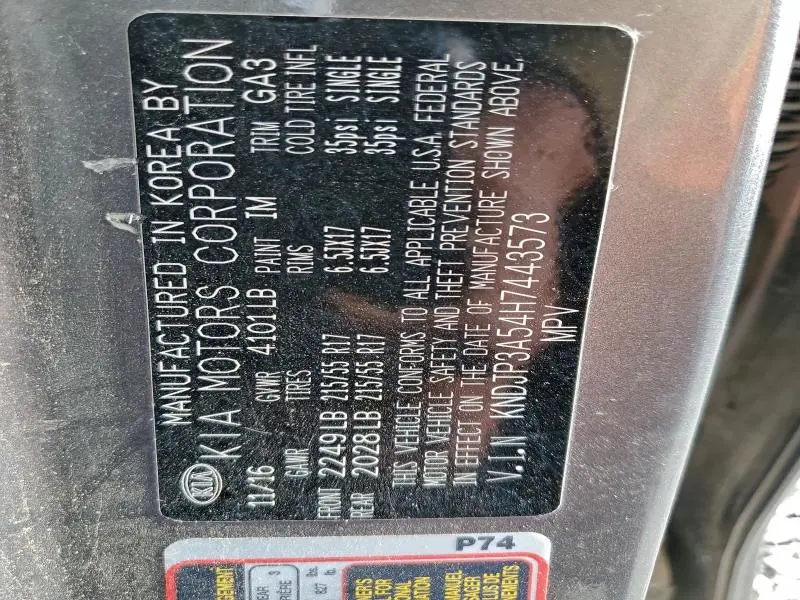 MANUFACTURED IN KOREA BY
KIA KIA MOTORS CORPORATION
11/16 GVWR 4101LB PAINT IM TRIM GA3
GAWR TIRES RIMS COLD TIRE INFL
FRONT 2249LB 215/55 R17 6.5JX17 35psi SINGLE
REAR 2028LB 215/55 R17 6.5JX17 35psi SINGLE
THIS VEHICLE CONFORMS TO ALL APPLICABLE U.S.A. FEDERAL
MOTOR VEHICLE SAFETY AND THEFT PREVENTION STANDARDS
IN EFFECT ON THE DATE OF MANUFACTURE SHOWN ABOVE.
V.I.N KNDJP3A54H7443573
MPV
P74